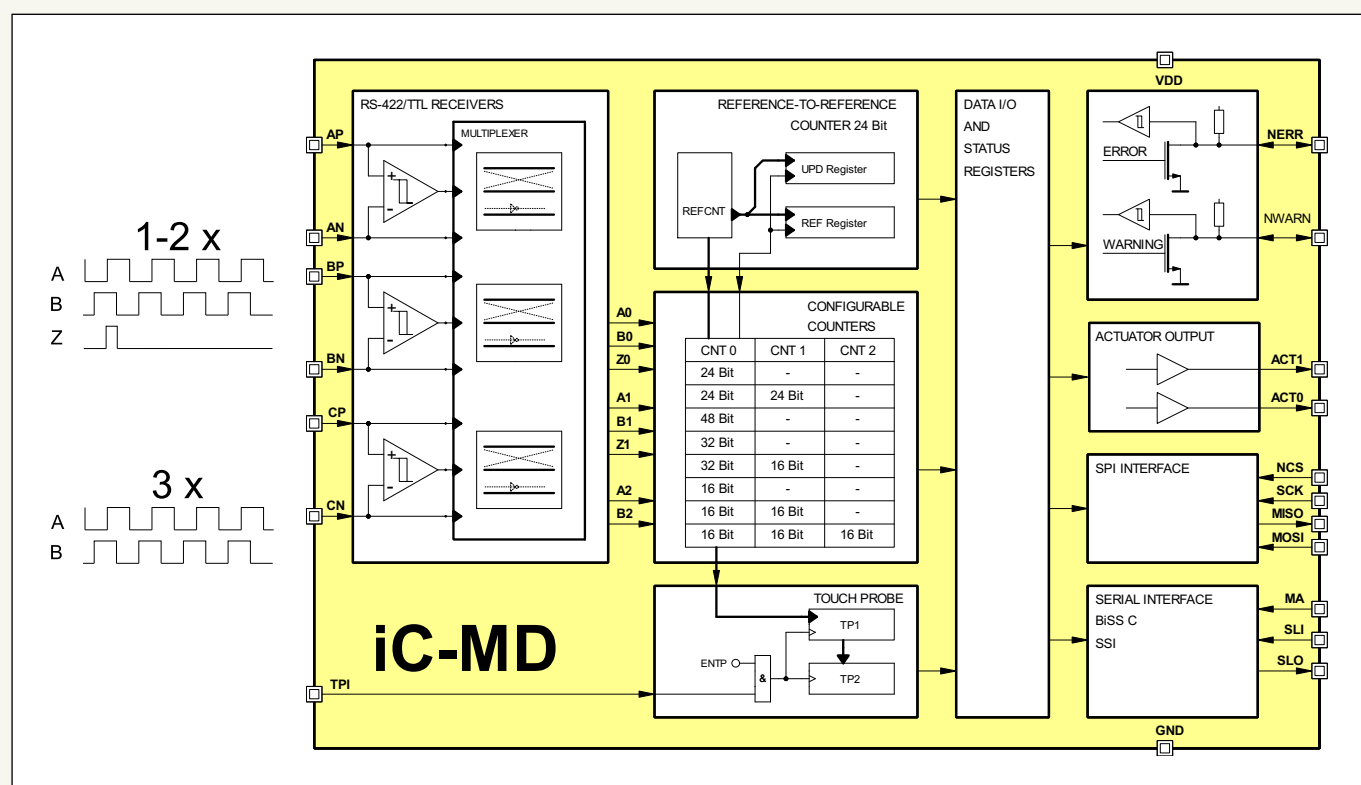 VDD
RS-422/TTL RECEIVERS
MULTIPLEXER
AP
AN
BP
BN
CP
CN
TPI
+
-
+
-
+
-
1-2 x
A
B
Z
3 x
A
B
A0
B0
Z0
A1
B1
Z1
A2
B2
REFERENCE-TO-REFERENCE
COUNTER 24 Bit
REFCNT
UPD Register
REF Register
CONFIGURABLE
COUNTERS
CNT 0 CNT 1 CNT 2
24 Bit - -
24 Bit 24 Bit -
48 Bit - -
32 Bit - -
32 Bit 16 Bit -
16 Bit - -
16 Bit 16 Bit -
16 Bit 16 Bit 16 Bit
TOUCH PROBE
TP1
TP2
ENTP
&
iC-MD
DATA I/O
AND
STATUS
REGISTERS
ERROR
NERR
WARNING
NWARN
ACTUATOR OUTPUT
ACT1
ACT0
SPI INTERFACE
NCS
SCK
MISO
MOSI
SERIAL INTERFACE
BiSS C
SSI
MA
SLI
SLO
GND